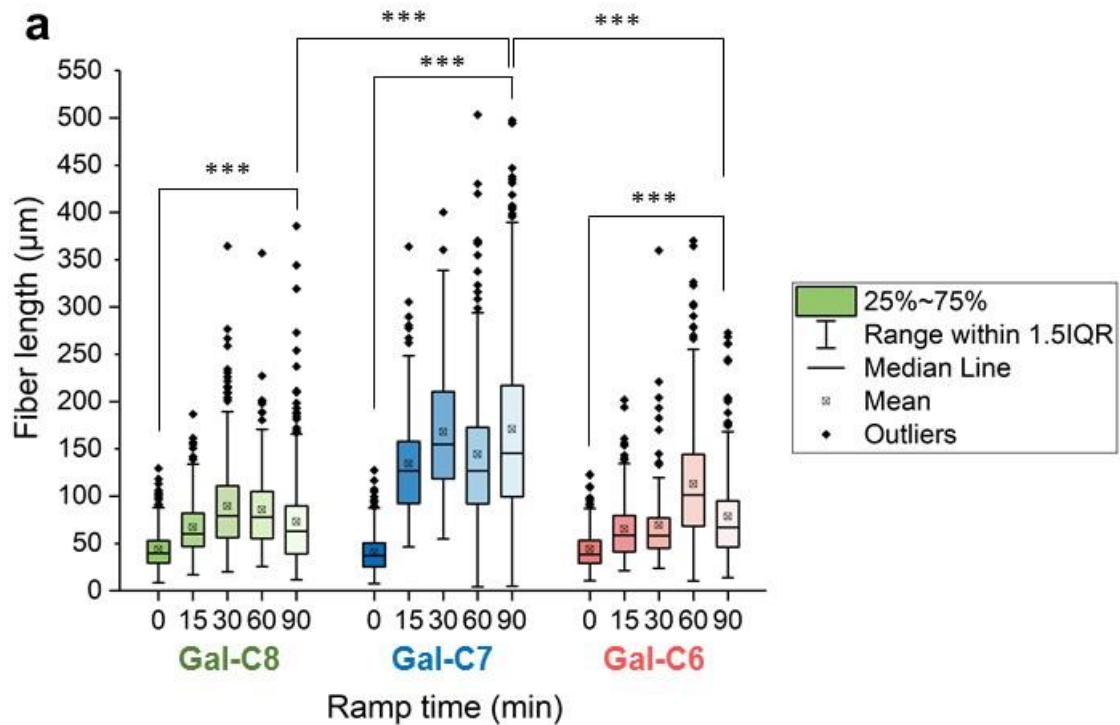 a
***
***
***
***
***
550
500
450
400
350
300
250
200
150
100
50
0
Fiber length (μm)
0 15 30 60 90 0 15 30 60 90 0 15 30 60 90
Gal-C8 Gal-C7 Gal-C6
Ramp time (min)
25%~75%
Range within 1.5IQR
Median Line
Mean
Outliers